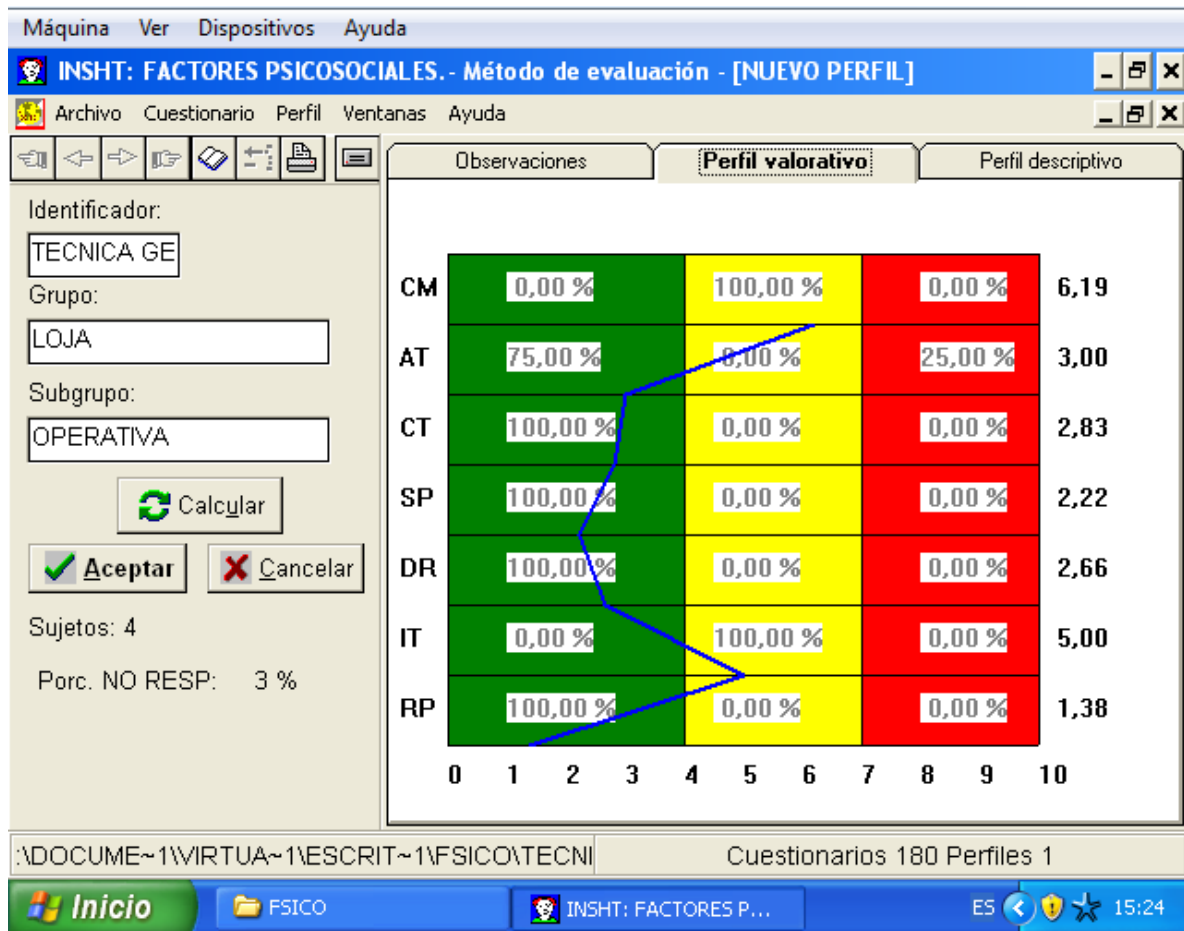 Máquina Ver Dispositivos Ayuda
INSHT: FACTORES PSICOSOCIALES.- Método de evaluación - [NUEVO PERFIL]
Archivo Cuestionario Perfil Ventanas Ayuda
Observaciones Perfil valorativo Perfil descriptivo
Identificador:
TECNICA GE
Grupo:
LOJA
Subgrupo:
OPERATIVA
Calcular
Aceptar Cancelar
Sujetos: 4
Porc. NO RESP: 3 %
CM 0,00 % 100,00 % 0,00 % 6,19
AT 75,00 % 0,00 % 25,00 % 3,00
CT 100,00 % 0,00 % 0,00 % 2,83
SP 100,00 % 0,00 % 0,00 % 2,22
DR 100,00 % 0,00 % 0,00 % 2,66
IT 0,00 % 100,00 % 0,00 % 5,00
RP 100,00 % 0,00 % 0,00 % 1,38
0 1 2 3 4 5 6 7 8 9 10
:\DOCUME~1\VIRTUA~1\ESCRIT~1\FSICO\TECNI Cuestionarios 180 Perfiles 1
Inicio FSICO INSHT: FACTORES P... ES 15:24